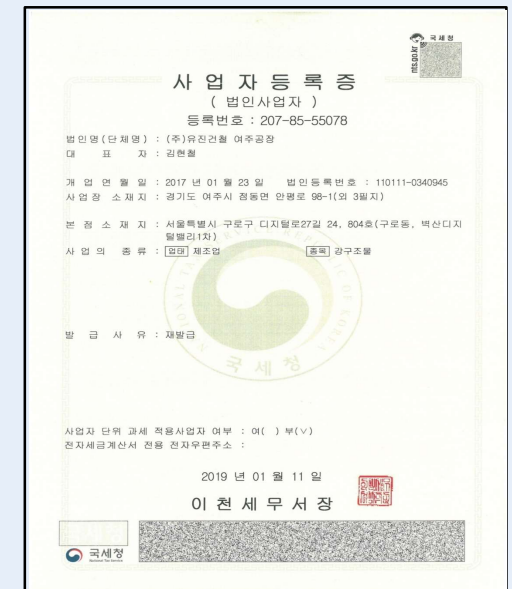 국세청
nts.go.kr
사업자등록증
( 법인사업자 )
등록번호 : 207-85-55078
법인명(단체명) : (주)유진건철 여주공장
대 표 자 : 김현철
개 업 연 월 일 : 2017 년 01 월 23 일 법인등록번호 : 110111-0340945
사업장 소재지 : 경기도 여주시 점동면 안평로 98-1(외 3필지)
본 점 소 재 지 : 서울특별시 구로구 디지털로27길 24, 804호(구로동, 벽산디지
털밸리1차)
사 업 의 종 류 : 업태 제조업 종목 강구조물
NATIONAL TAX SERVICE REPUBLIC OF KOREA
국세청
발 급 사 유 : 재발급
사업자 단위 과세 적용사업자 여부 : 여( ) 부(∨)
전자세금계산서 전용 전자우편주소 :
2019 년 01 월 11 일
이 천 세 무 서 장
국세청
National Tax Service